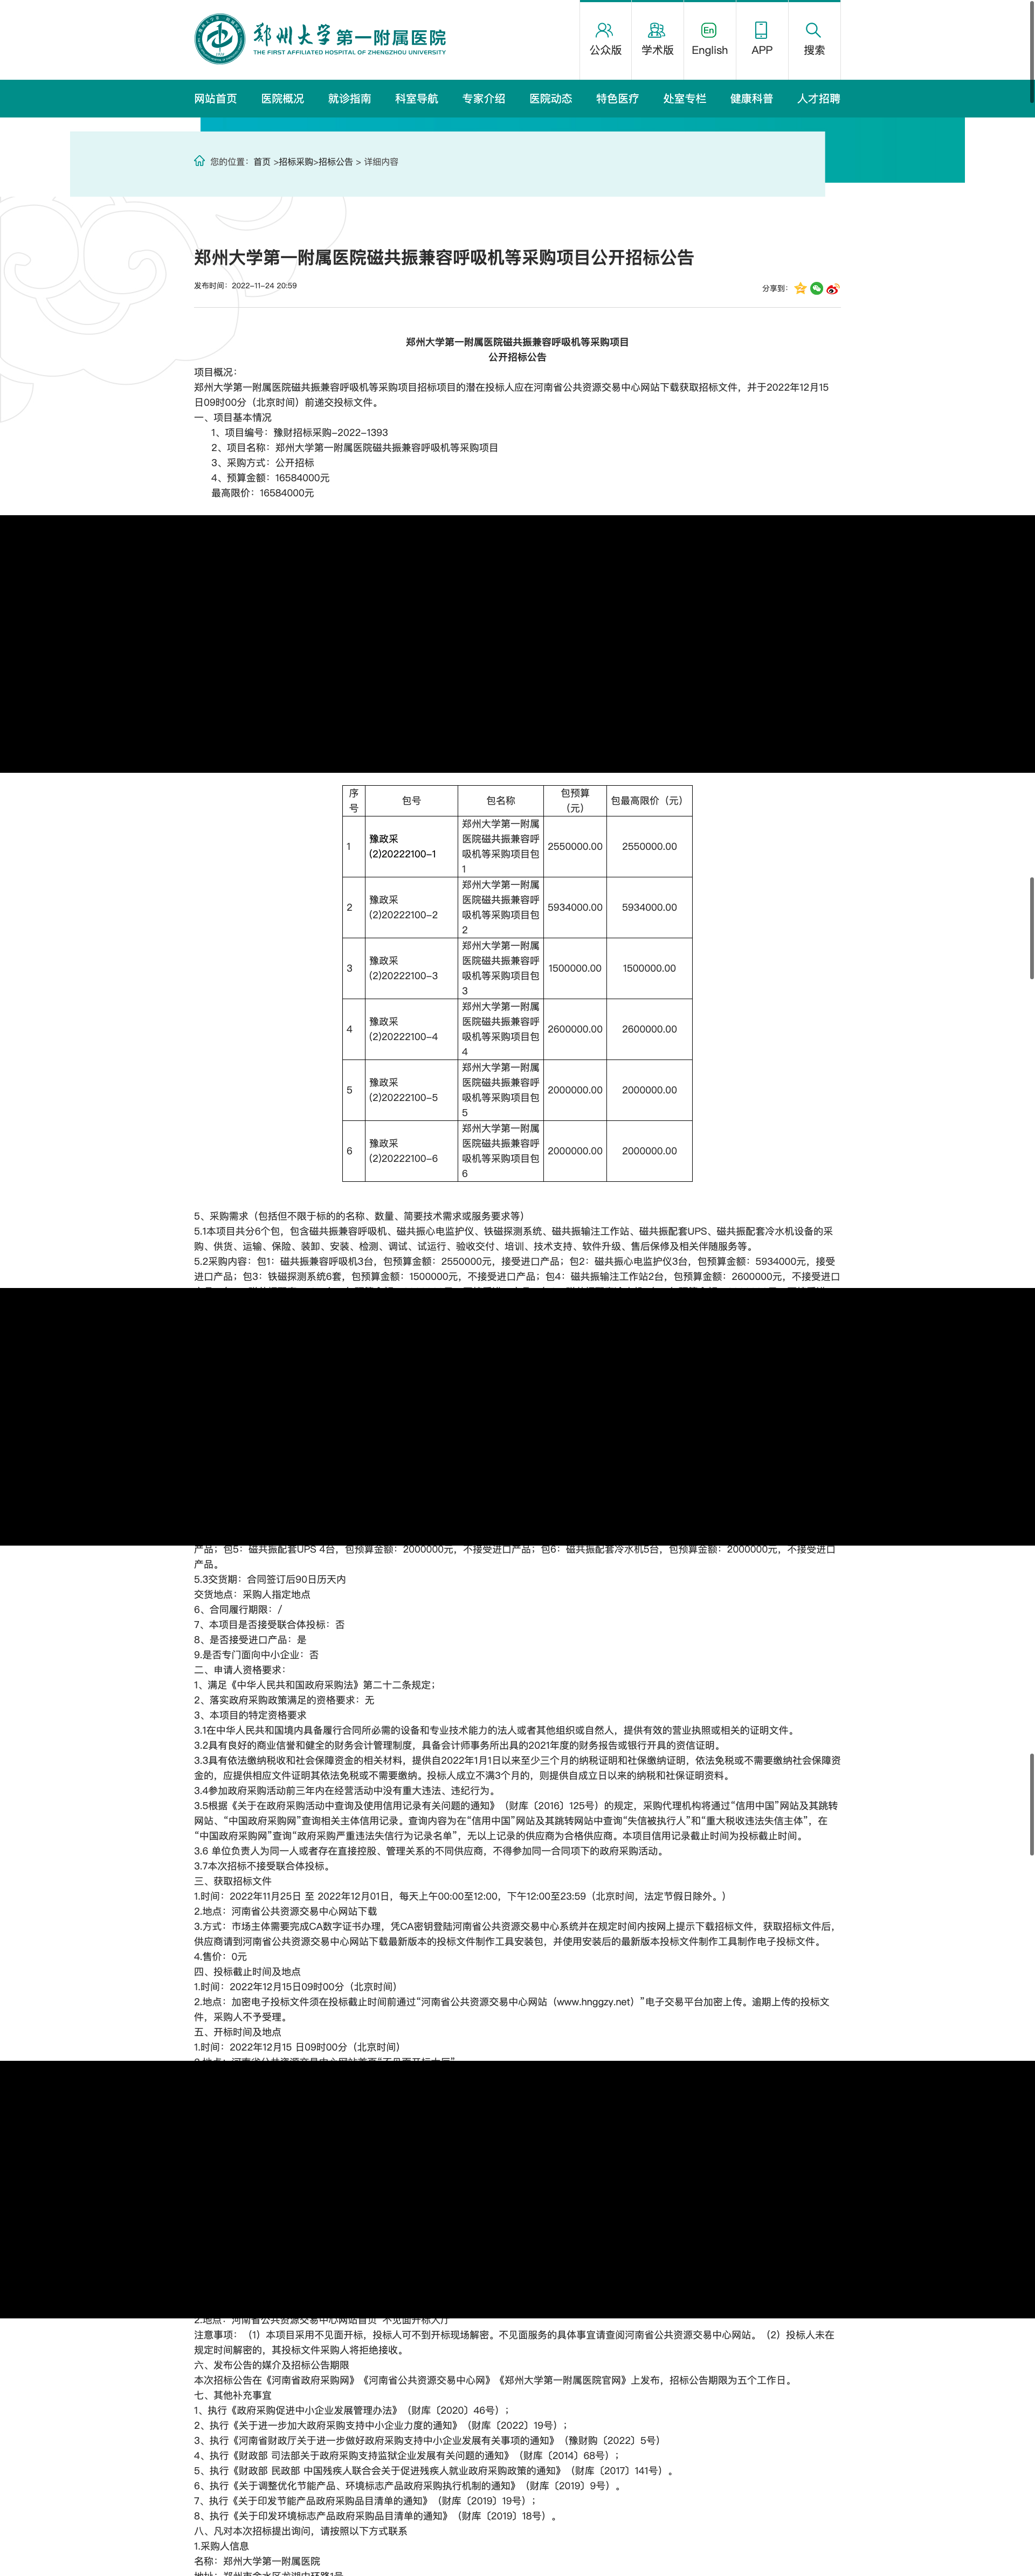 郑州大学第一附属医院
THE FIRST AFFILIATED HOSPITAL OF ZHENGZHOU UNIVERSITY
公众版
学术版
English
APP
搜索
网站首页 医院概况 就诊指南 科室导航 专家介绍 医院动态 特色医疗 处室专栏 健康科普 人才招聘
您的位置：首页 >招标采购>招标公告 > 详细内容
郑州大学第一附属医院磁共振兼容呼吸机等采购项目公开招标公告
发布时间：2022-11-24 20:59
分享到：
郑州大学第一附属医院磁共振兼容呼吸机等采购项目
公开招标公告
项目概况：
郑州大学第一附属医院磁共振兼容呼吸机等采购项目招标项目的潜在投标人应在河南省公共资源交易中心网站下载获取招标文件，并于2022年12月15
日09时00分（北京时间）前递交投标文件。
一、项目基本情况
1、项目编号：豫财招标采购-2022-1393
2、项目名称：郑州大学第一附属医院磁共振兼容呼吸机等采购项目
3、采购方式：公开招标
4、预算金额：16584000元
最高限价：16584000元
序号 包号 包名称 包预算（元） 包最高限价（元）
1 豫政采(2)20222100-1 郑州大学第一附属医院磁共振兼容呼吸机等采购项目包1 2550000.00 2550000.00
2 豫政采(2)20222100-2 郑州大学第一附属医院磁共振兼容呼吸机等采购项目包2 5934000.00 5934000.00
3 豫政采(2)20222100-3 郑州大学第一附属医院磁共振兼容呼吸机等采购项目包3 1500000.00 1500000.00
4 豫政采(2)20222100-4 郑州大学第一附属医院磁共振兼容呼吸机等采购项目包4 2600000.00 2600000.00
5 豫政采(2)20222100-5 郑州大学第一附属医院磁共振兼容呼吸机等采购项目包5 2000000.00 2000000.00
6 豫政采(2)20222100-6 郑州大学第一附属医院磁共振兼容呼吸机等采购项目包6 2000000.00 2000000.00
5、采购需求（包括但不限于标的的名称、数量、简要技术需求或服务要求等）
5.1本项目共分6个包，包含磁共振兼容呼吸机、磁共振心电监护仪、铁磁探测系统、磁共振输注工作站、磁共振配套UPS、磁共振配套冷水机设备的采
购、供货、运输、保险、装卸、安装、检测、调试、试运行、验收交付、培训、技术支持、软件升级、售后保修及相关伴随服务等。
5.2采购内容：包1：磁共振兼容呼吸机3台，包预算金额：2550000元，接受进口产品；包2：磁共振心电监护仪3台，包预算金额：5934000元，接受
进口产品；包3：铁磁探测系统6套，包预算金额：1500000元，不接受进口产品；包4：磁共振输注工作站2台，包预算金额：2600000元，不接受进口
产品；包5：磁共振配套UPS 4台，包预算金额：2000000元，不接受进口产品；包6：磁共振配套冷水机5台，包预算金额：2000000元，不接受进口
产品。
5.3交货期：合同签订后90日历天内
交货地点：采购人指定地点
6、合同履行期限：/
7、本项目是否接受联合体投标：否
8、是否接受进口产品：是
9.是否专门面向中小企业：否
二、申请人资格要求：
1、满足《中华人民共和国政府采购法》第二十二条规定；
2、落实政府采购政策满足的资格要求：无
3、本项目的特定资格要求
3.1在中华人民共和国境内具备履行合同所必需的设备和专业技术能力的法人或者其他组织或自然人，提供有效的营业执照或相关的证明文件。
3.2具有良好的商业信誉和健全的财务会计管理制度，具备会计师事务所出具的2021年度的财务报告或银行开具的资信证明。
3.3具有依法缴纳税收和社会保障资金的相关材料，提供自2022年1月1日以来至少三个月的纳税证明和社保缴纳证明，依法免税或不需要缴纳社会保障资
金的，应提供相应文件证明其依法免税或不需要缴纳。投标人成立不满3个月的，则提供自成立日以来的纳税和社保证明资料。
3.4参加政府采购活动前三年内在经营活动中没有重大违法、违纪行为。
3.5根据《关于在政府采购活动中查询及使用信用记录有关问题的通知》（财库〔2016〕125号）的规定，采购代理机构将通过“信用中国”网站及其跳转
网站、“中国政府采购网”查询相关主体信用记录。查询内容为在“信用中国”网站及其跳转网站中查询“失信被执行人”和“重大税收违法失信主体”，在
“中国政府采购网”查询“政府采购严重违法失信行为记录名单”，无以上记录的供应商为合格供应商。本项目信用记录截止时间为投标截止时间。
3.6 单位负责人为同一人或者存在直接控股、管理关系的不同供应商，不得参加同一合同项下的政府采购活动。
3.7本次招标不接受联合体投标。
三、获取招标文件
1.时间：2022年11月25日 至 2022年12月01日，每天上午00:00至12:00，下午12:00至23:59（北京时间，法定节假日除外。）
2.地点：河南省公共资源交易中心网站下载
3.方式：市场主体需要完成CA数字证书办理，凭CA密钥登陆河南省公共资源交易中心系统并在规定时间内按网上提示下载招标文件，获取招标文件后，
供应商请到河南省公共资源交易中心网站下载最新版本的投标文件制作工具安装包，并使用安装后的最新版本投标文件制作工具制作电子投标文件。
4.售价：0元
四、投标截止时间及地点
1.时间：2022年12月15日09时00分（北京时间）
2.地点：加密电子投标文件须在投标截止时间前通过“河南省公共资源交易中心网站（www.hnggzy.net）”电子交易平台加密上传。逾期上传的投标文
件，采购人不予受理。
五、开标时间及地点
1.时间：2022年12月15 日09时00分（北京时间）
2.地点：河南省公共资源交易中心网站首页“不见面开标大厅”
注意事项：（1）本项目采用不见面开标，投标人可不到开标现场解密。不见面服务的具体事宜请查阅河南省公共资源交易中心网站。（2）投标人未在
规定时间解密的，其投标文件采购人将拒绝接收。
六、发布公告的媒介及招标公告期限
本次招标公告在《河南省政府采购网》《河南省公共资源交易中心网》《郑州大学第一附属医院官网》上发布，招标公告期限为五个工作日。
七、其他补充事宜
1、执行《政府采购促进中小企业发展管理办法》（财库〔2020〕46号）；
2、执行《关于进一步加大政府采购支持中小企业力度的通知》（财库〔2022〕19号）；
3、执行《河南省财政厅关于进一步做好政府采购支持中小企业发展有关事项的通知》（豫财购〔2022〕5号）
4、执行《财政部 司法部关于政府采购支持监狱企业发展有关问题的通知》（财库〔2014〕68号）；
5、执行《财政部 民政部 中国残疾人联合会关于促进残疾人就业政府采购政策的通知》（财库〔2017〕141号）。
6、执行《关于调整优化节能产品、环境标志产品政府采购执行机制的通知》（财库〔2019〕9号）。
7、执行《关于印发节能产品政府采购品目清单的通知》（财库〔2019〕19号）；
8、执行《关于印发环境标志产品政府采购品目清单的通知》（财库〔2019〕18号）。
八、凡对本次招标提出询问，请按照以下方式联系
1.采购人信息
名称：郑州大学第一附属医院